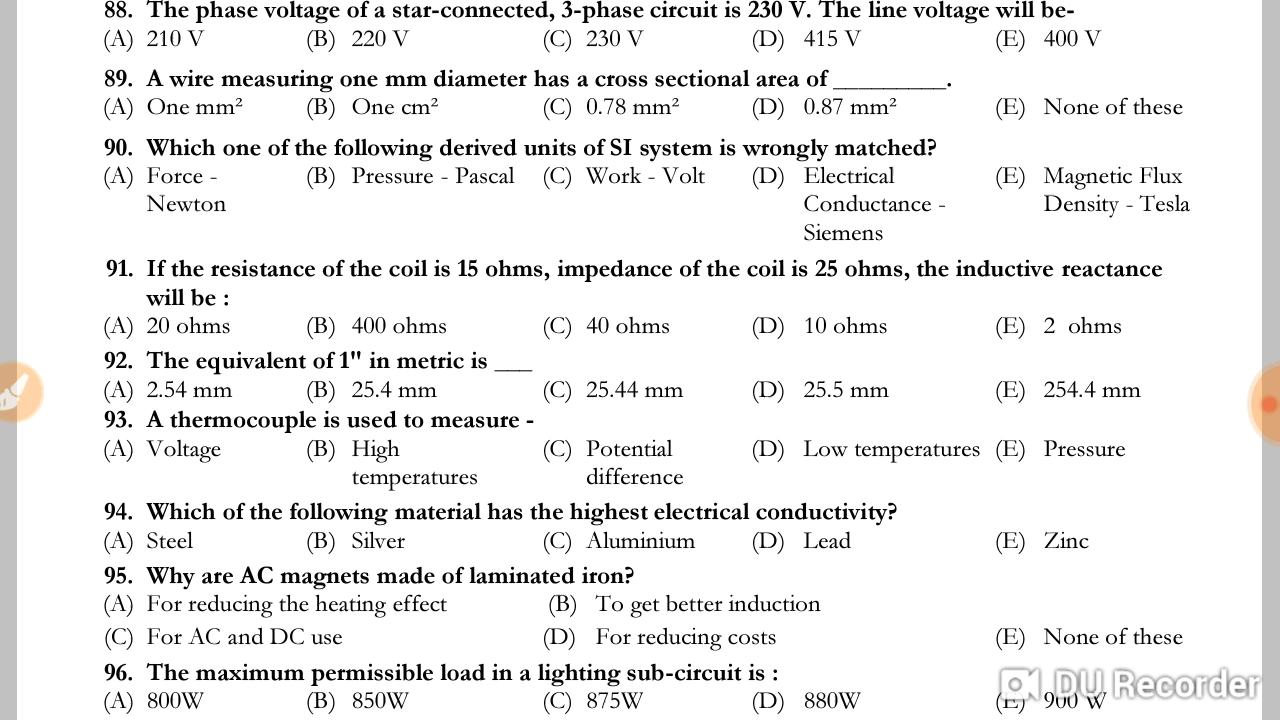 88. The phase voltage of a star-connected, 3-phase circuit is 230 V. The line voltage will be-
(A) 210 V (B) 220 V (C) 230 V (D) 415 V (E) 400 V
89. A wire measuring one mm diameter has a cross sectional area of _________.
(A) One mm² (B) One cm² (C) 0.78 mm² (D) 0.87 mm² (E) None of these
90. Which one of the following derived units of SI system is wrongly matched?
(A) Force - (B) Pressure - Pascal (C) Work - Volt (D) Electrical (E) Magnetic Flux
Newton Conductance - Density - Tesla
Siemens
91. If the resistance of the coil is 15 ohms, impedance of the coil is 25 ohms, the inductive reactance
will be :
(A) 20 ohms (B) 400 ohms (C) 40 ohms (D) 10 ohms (E) 2 ohms
92. The equivalent of 1" in metric is ___
(A) 2.54 mm (B) 25.4 mm (C) 25.44 mm (D) 25.5 mm (E) 254.4 mm
93. A thermocouple is used to measure -
(A) Voltage (B) High (C) Potential (D) Low temperatures (E) Pressure
temperatures difference
94. Which of the following material has the highest electrical conductivity?
(A) Steel (B) Silver (C) Aluminium (D) Lead (E) Zinc
95. Why are AC magnets made of laminated iron?
(A) For reducing the heating effect (B) To get better induction
(C) For AC and DC use (D) For reducing costs (E) None of these
96. The maximum permissible load in a lighting sub-circuit is :
(A) 800W (B) 850W (C) 875W (D) 880W (E) 900 W
DU Recorder